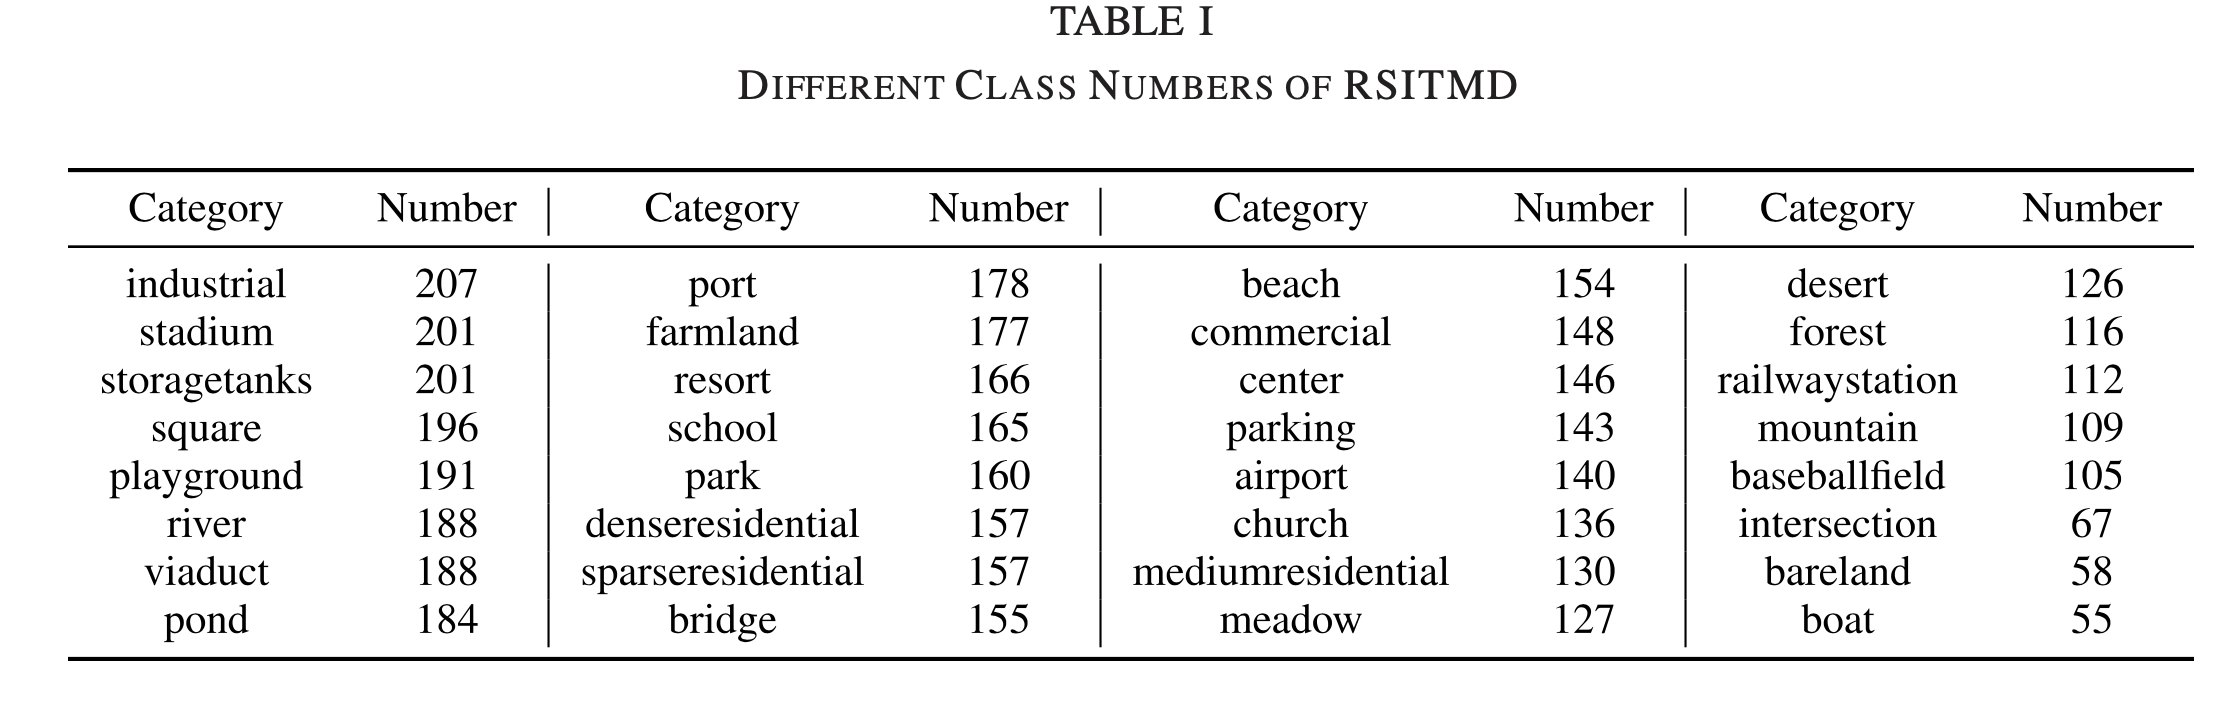 TABLE I
DIFFERENT CLASS NUMBERS OF RSITMD
Category Number Category Number Category Number Category Number
industrial 207 port 178 beach 154 desert 126
stadium 201 farmland 177 commercial 148 forest 116
storagetanks 201 resort 166 center 146 railwaystation 112
square 196 school 165 parking 143 mountain 109
playground 191 park 160 airport 140 baseballfield 105
river 188 denseresidential 157 church 136 intersection 67
viaduct 188 sparseresidential 157 mediumresidential 130 bareland 58
pond 184 bridge 155 meadow 127 boat 55